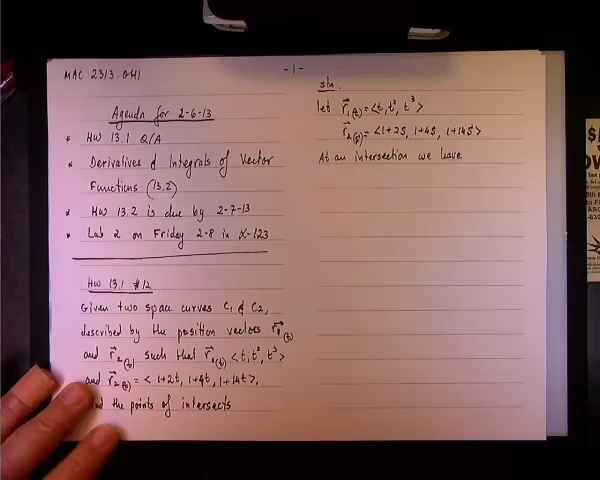 MAC 2313.0H1
-1-
Agenda for 2-6-13
* HW 13.1 Q/A
* Derivatives & Integrals of Vector
Functions (13.2)
* HW 13.2 is due by 2-7-13
* Lab 2 on Friday 2-8 in α-123
HW 13.1 #12
Given two space curves C1 & C2,
described by the position vectors r⃗1(t)
and r⃗2(t) such that r⃗1(t) <t, t², t³>
and r⃗2(t) = < 1+2t, 1+4t, 1+14t >.
the points of intersects
sln.
let r⃗1(t) = <t, t², t³>
r⃗2(s) = <1+2s, 1+4s, 1+14s>
At an intersection we have